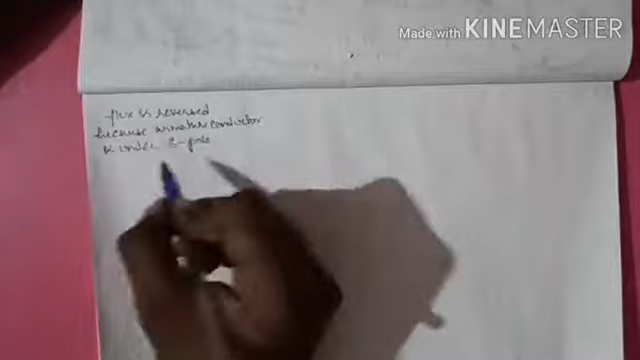 Made with KINEMASTER
flux is reversed
because armature conductor
is under S-pole